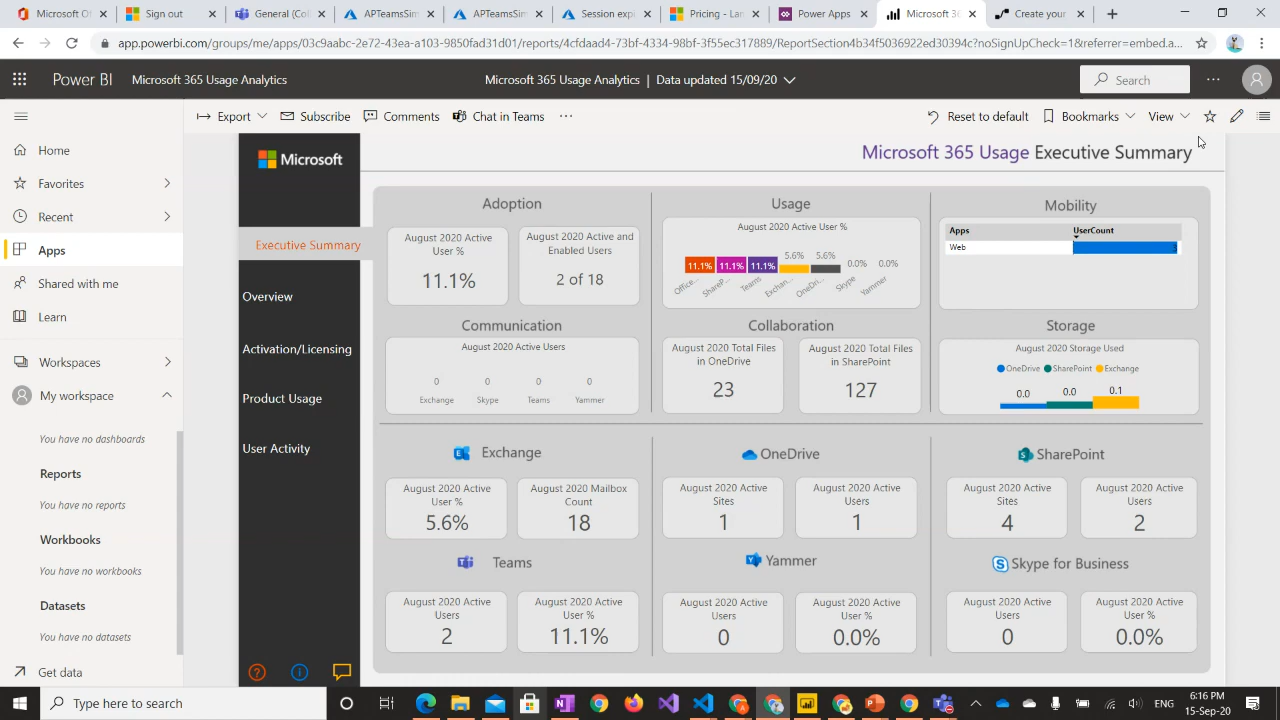 Microsoft O
Sign out
General (Col
APTeamsSim
APTeamsSim
Session exp
Pricing - Lan
Power Apps
Microsoft 36
Create your
app.powerbi.com/groups/me/apps/03c9aabc-2e72-43ea-a103-9850fad31d01/reports/4cfdaad4-73bf-4334-98bf-3f55ec317889/ReportSection4b34f5036922ed30394c?noSignUpCheck=1&referrer=embed.a...
Power BI
Microsoft 365 Usage Analytics
Microsoft 365 Usage Analytics | Data updated 15/09/20
Search
Export
Subscribe
Comments
Chat in Teams
Reset to default
Bookmarks
View
Home
Favorites
Recent
Apps
Shared with me
Learn
Workspaces
My workspace
You have no dashboards
Reports
You have no reports
Workbooks
You have no workbooks
Datasets
You have no datasets
Get data
Microsoft
Executive Summary
Overview
Activation/Licensing
Product Usage
User Activity
Microsoft 365 Usage Executive Summary
Adoption
August 2020 Active
User %
11.1%
August 2020 Active and
Enabled Users
2 of 18
Usage
August 2020 Active User %
11.1% 11.1% 11.1% 5.6% 5.6% 0.0% 0.0%
Office... ShareP... Teams Exchan... OneDri... Skype Yammer
Mobility
Apps UserCount
Web
Communication
August 2020 Active Users
0 0 0 0
Exchange Skype Teams Yammer
Collaboration
August 2020 Total Files
in OneDrive
23
August 2020 Total Files
in SharePoint
127
Storage
August 2020 Storage Used
OneDrive SharePoint Exchange
0.0 0.0 0.1
Exchange
August 2020 Active
User %
5.6%
August 2020 Mailbox
Count
18
OneDrive
August 2020 Active
Sites
1
August 2020 Active
Users
1
SharePoint
August 2020 Active
Sites
4
August 2020 Active
Users
2
Teams
August 2020 Active
Users
2
August 2020 Active
User %
11.1%
Yammer
August 2020 Active
Users
0
August 2020 Active
User %
0.0%
Skype for Business
August 2020 Active
Users
0
August 2020 Active
User %
0.0%
Type here to search
ENG
6:16 PM
15-Sep-20